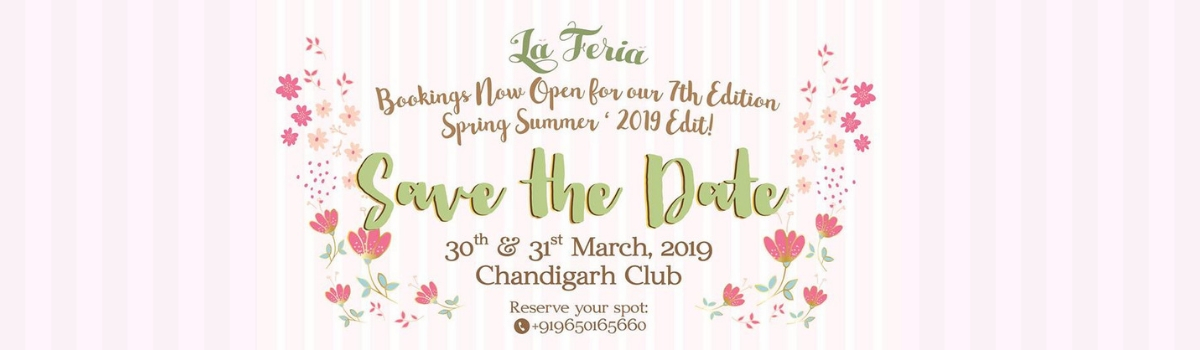 La Feria
Bookings Now Open for our 7th Edition
Spring Summer ‘ 2019 Edit!
Save the Date
30th & 31st March, 2019
Chandigarh Club
Reserve your spot:
+919650165660